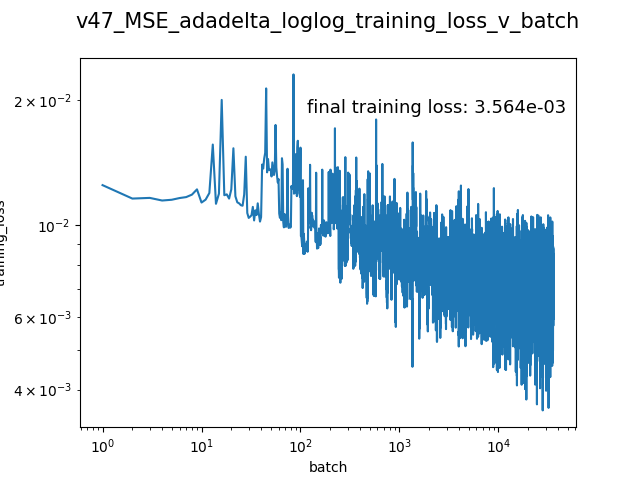 v47_MSE_adadelta_loglog_training_loss_v_batch
final training loss: 3.564e-03
2 × 10⁻²
10⁻²
6 × 10⁻³
4 × 10⁻³
training_loss
10⁰ 10¹ 10² 10³ 10⁴
batch